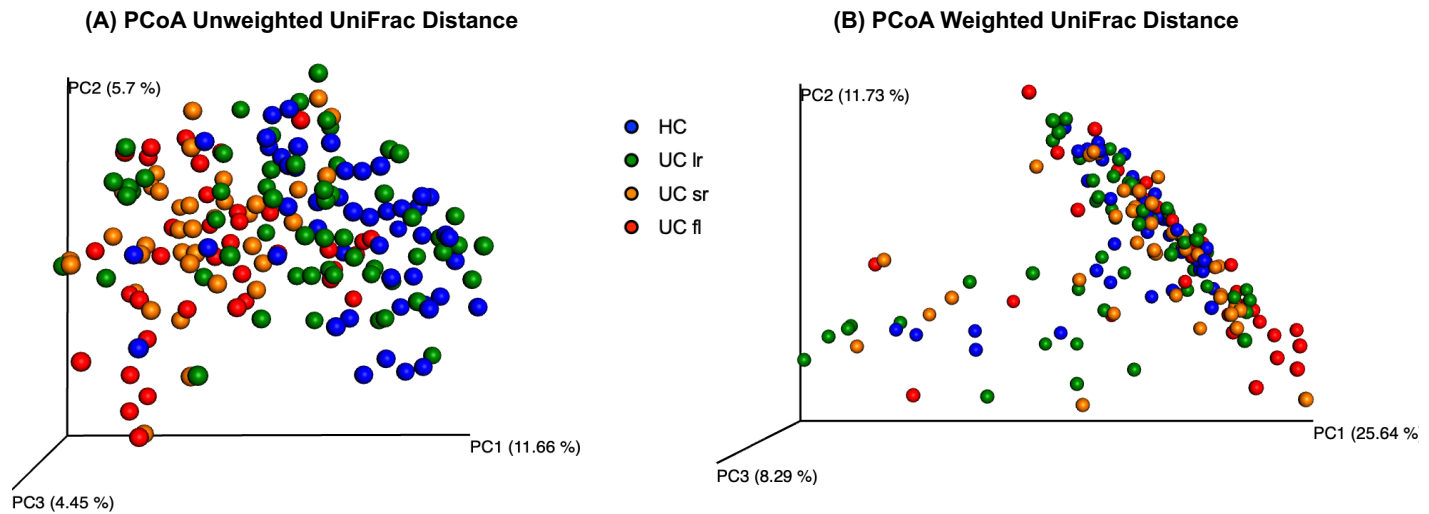 (A) PCoA Unweighted UniFrac Distance
PC2 (5.7 %)
PC1 (11.66 %)
PC3 (4.45 %)
HC
UC lr
UC sr
UC fl
(B) PCoA Weighted UniFrac Distance
PC2 (11.73 %)
PC1 (25.64 %
PC3 (8.29 %)